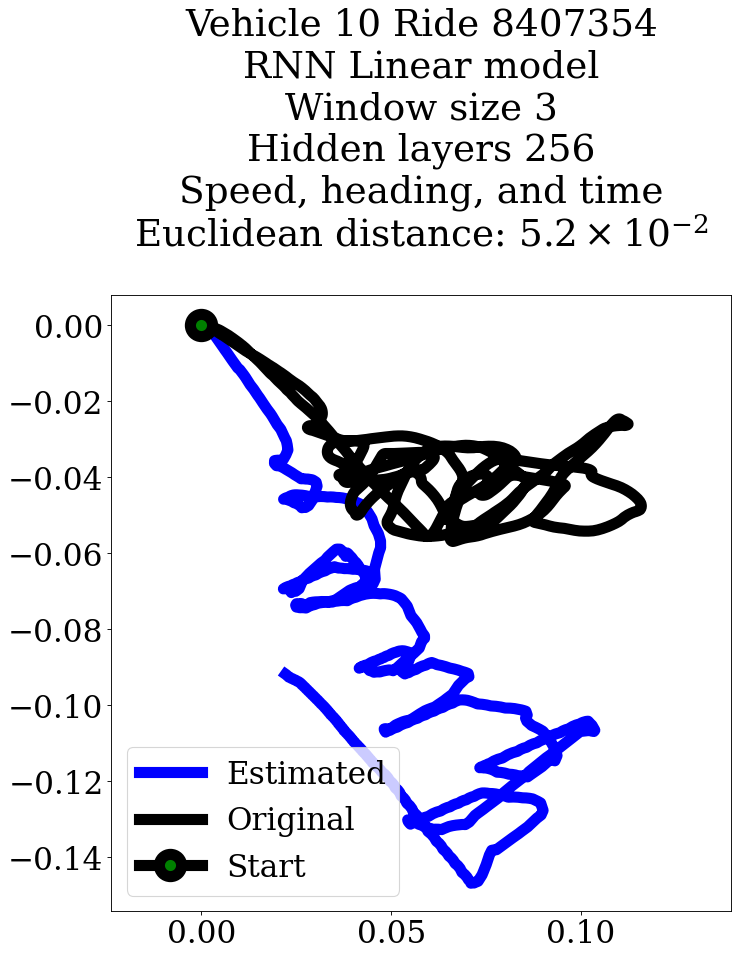 Vehicle 10 Ride 8407354
RNN Linear model
Window size 3
Hidden layers 256
Speed, heading, and time
Euclidean distance: 5.2 × 10⁻²
0.00
−0.02
−0.04
−0.06
−0.08
−0.10
−0.12
−0.14
Estimated
Original
Start
0.00 0.05 0.10